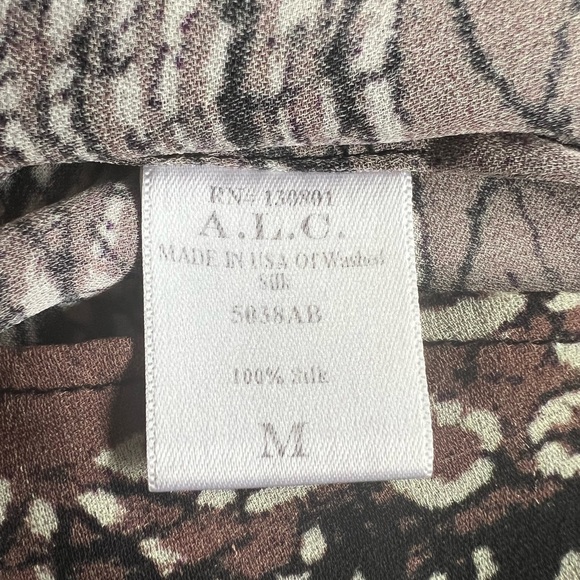 RN# 130801
A.L.C.
MADE IN USA Of Washed
Silk
5038AB
100% Silk
M